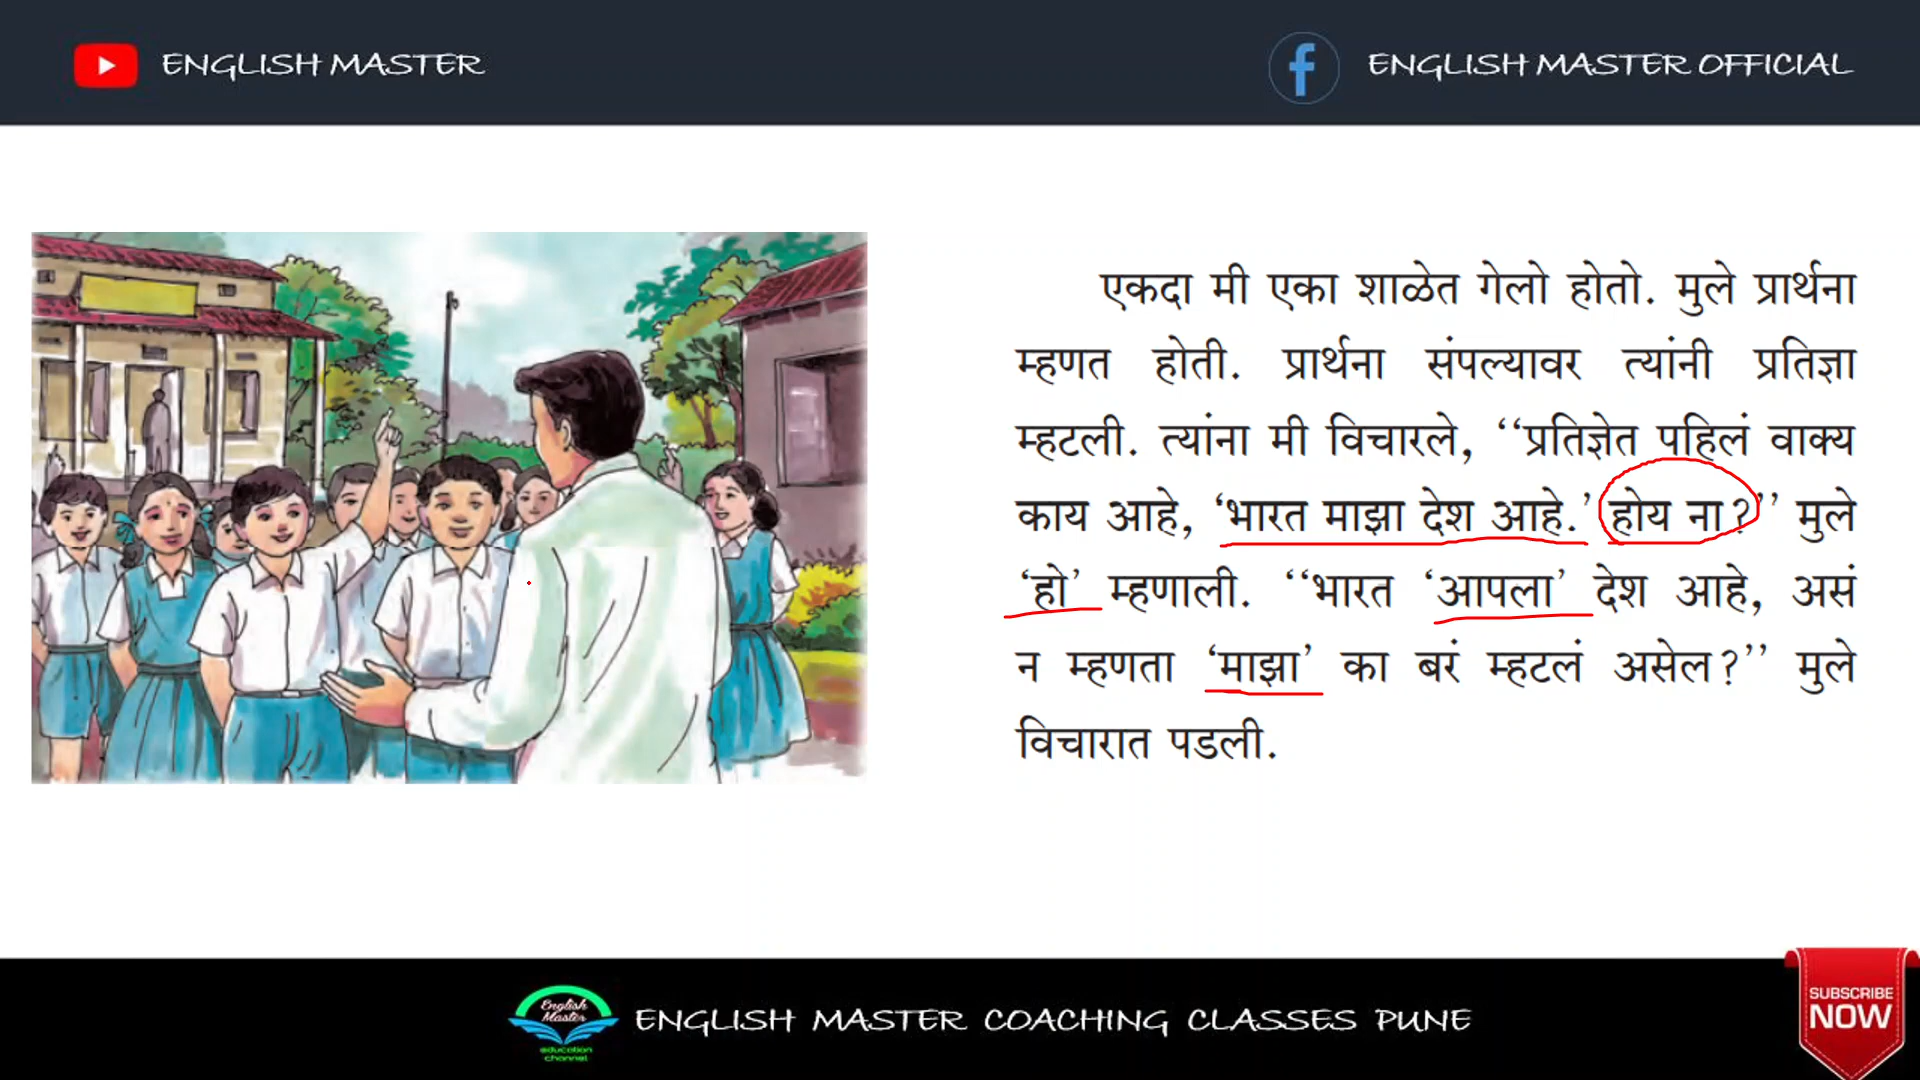 ENGLISH MASTER
ENGLISH MASTER OFFICIAL
एकदा मी एका शाळेत गेलो होतो. मुले प्रार्थना
म्हणत होती. प्रार्थना संपल्यावर त्यांनी प्रतिज्ञा
म्हटली. त्यांना मी विचारले, ‘‘प्रतिज्ञेत पहिलं वाक्य
काय आहे, ‘भारत माझा देश आहे.’ होय ना?’’ मुले
‘हो’ म्हणाली. ‘‘भारत ‘आपला’ देश आहे, असं
न म्हणता ‘माझा’ का बरं म्हटलं असेल?’’ मुले
विचारात पडली.
English
Master
education
channel
ENGLISH MASTER COACHING CLASSES PUNE
SUBSCRIBE
NOW